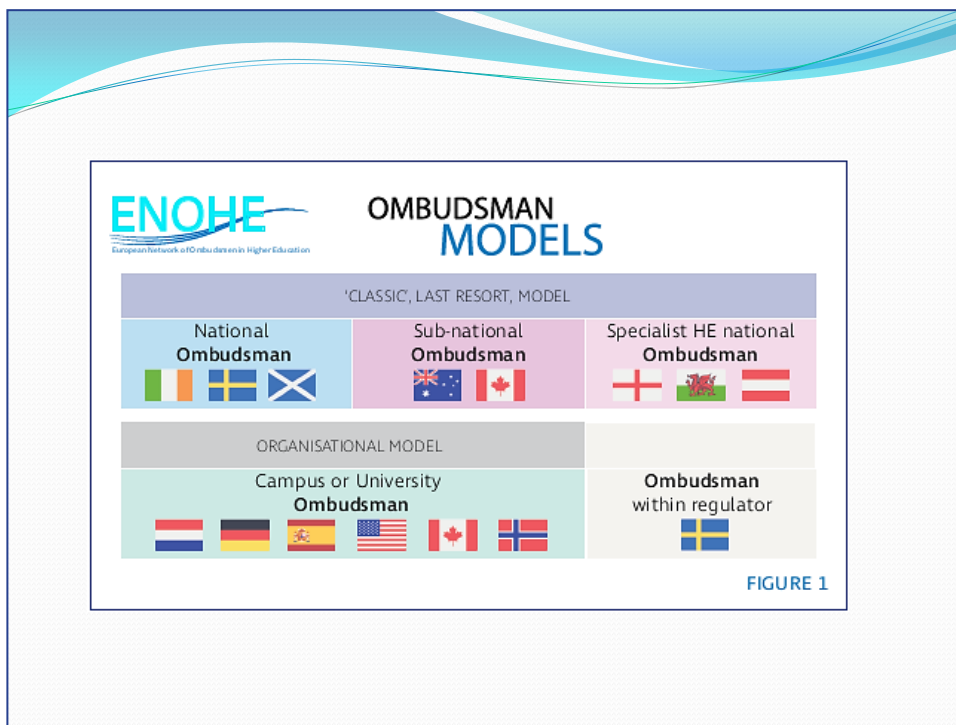 ENOHE
European Network of Ombudsmen in Higher Education
OMBUDSMAN
MODELS
'CLASSIC', LAST RESORT, MODEL
National
Ombudsman
Sub-national
Ombudsman
Specialist HE national
Ombudsman
ORGANISATIONAL MODEL
Campus or University
Ombudsman
Ombudsman
within regulator
FIGURE 1